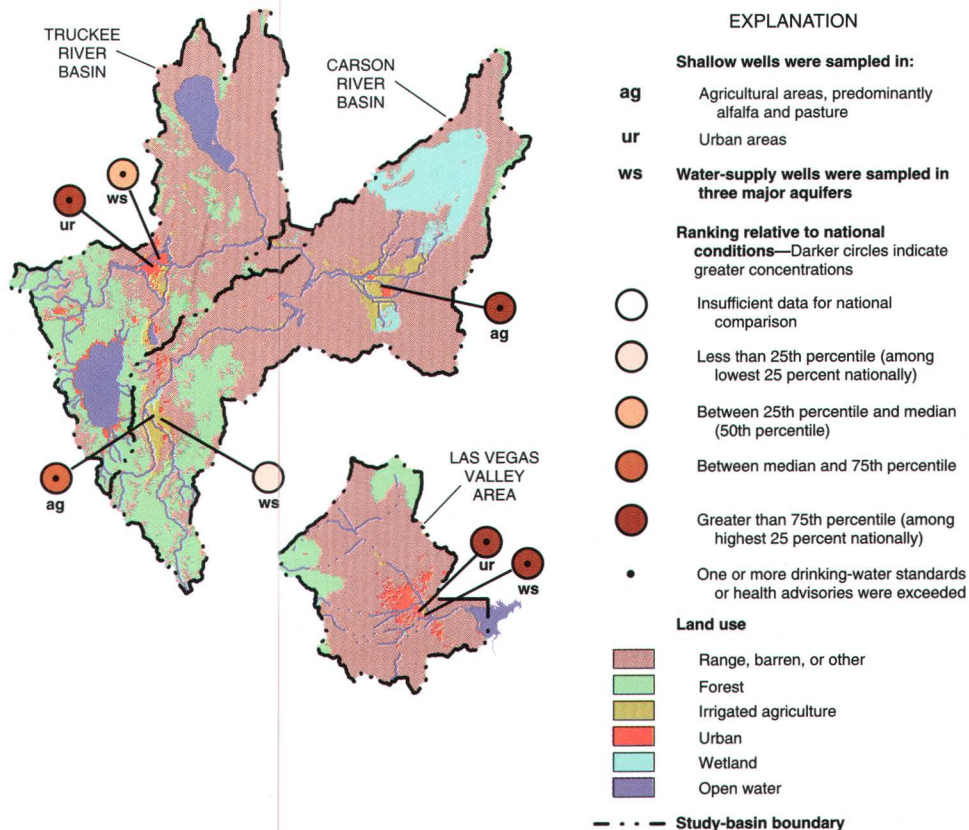 TRUCKEE
RIVER
BASIN
CARSON
RIVER
BASIN
ws
ur
ag
ag
ws
LAS VEGAS
VALLEY
AREA
ur
ws
EXPLANATION
Shallow wells were sampled in:
ag Agricultural areas, predominantly
alfalfa and pasture
ur Urban areas
ws Water-supply wells were sampled in
three major aquifers
Ranking relative to national
conditions—Darker circles indicate
greater concentrations
Insufficient data for national
comparison
Less than 25th percentile (among
lowest 25 percent nationally)
Between 25th percentile and median
(50th percentile)
Between median and 75th percentile
Greater than 75th percentile (among
highest 25 percent nationally)
One or more drinking-water standards
or health advisories were exceeded
Land use
Range, barren, or other
Forest
Irrigated agriculture
Urban
Wetland
Open water
Study-basin boundary